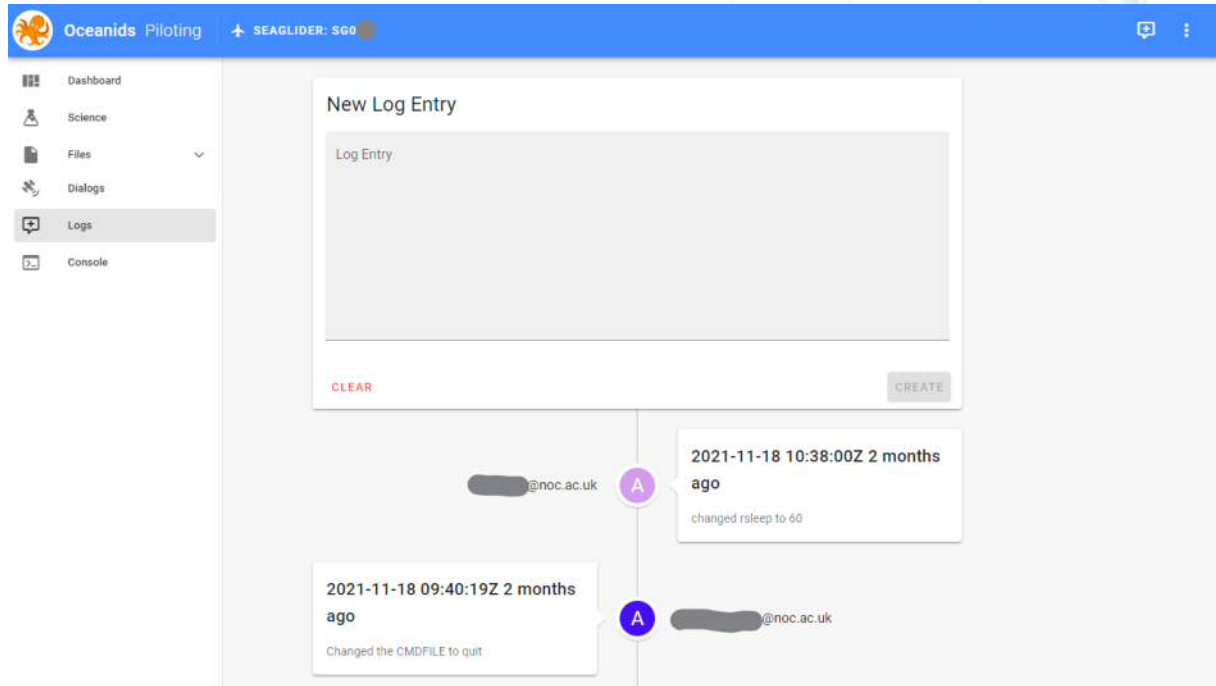 Oceanids Piloting
SEAGLIDER: SG0
Dashboard
Science
Files
Dialogs
Logs
Console
New Log Entry
Log Entry
CLEAR
CREATE
2021-11-18 10:38:00Z 2 months
ago
changed rsleep to 60
@noc.ac.uk
A
2021-11-18 09:40:19Z 2 months
ago
Changed the CMDFILE to quit
A
@noc.ac.uk